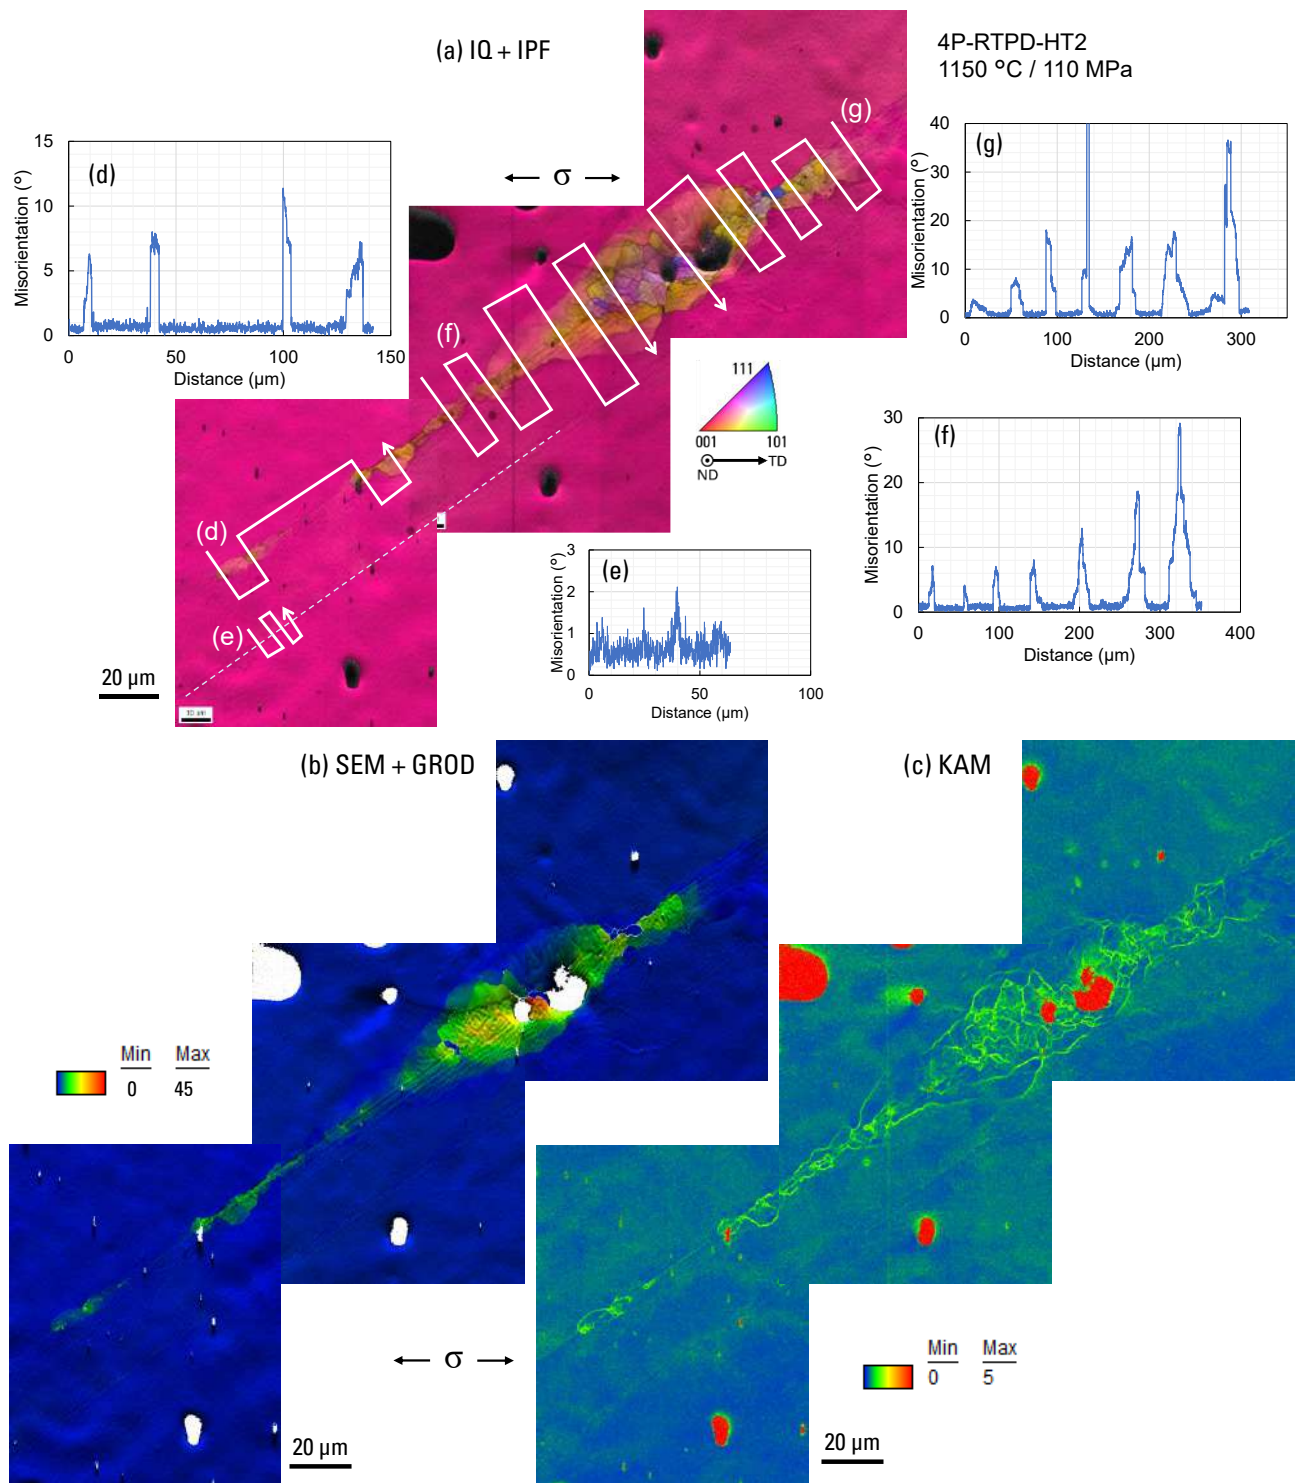 (a) IQ + IPF
4P-RTPD-HT2
1150 °C / 110 MPa
(d)
Misorientation (°)
15
10
5
0
0 50 100 150
Distance (µm)
σ
(g)
(g)
Misorientation (°)
40
30
20
10
0
0 100 200 300
Distance (µm)
(f)
111
001 101
ND TD
(f)
Misorientation (°)
30
20
10
0
0 100 200 300 400
Distance (µm)
(d)
(e)
(e)
Misorientation (°)
3
2
1
0
0 50 100
Distance (µm)
20 µm
10 µm
(b) SEM + GROD
(c) KAM
Min Max
0 45
σ
20 µm
Min Max
0 5
20 µm